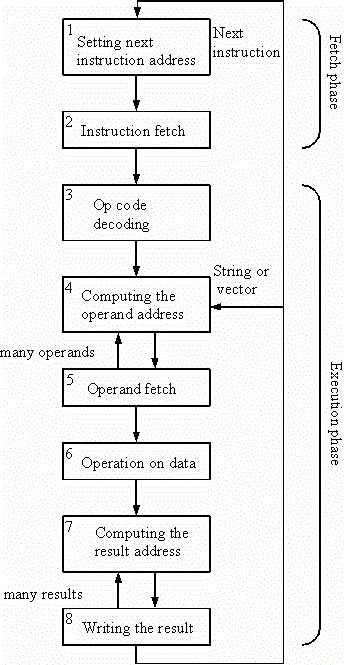 1
Setting next
instruction address
Next
instruction
Fetch phase
2
Instruction fetch
3
Op code
decoding
String or
vector
4
Computing the
operand address
many operands
5
Operand fetch
Execution phase
6
Operation on data
7
Computing the
result address
many results
8
Writing the result